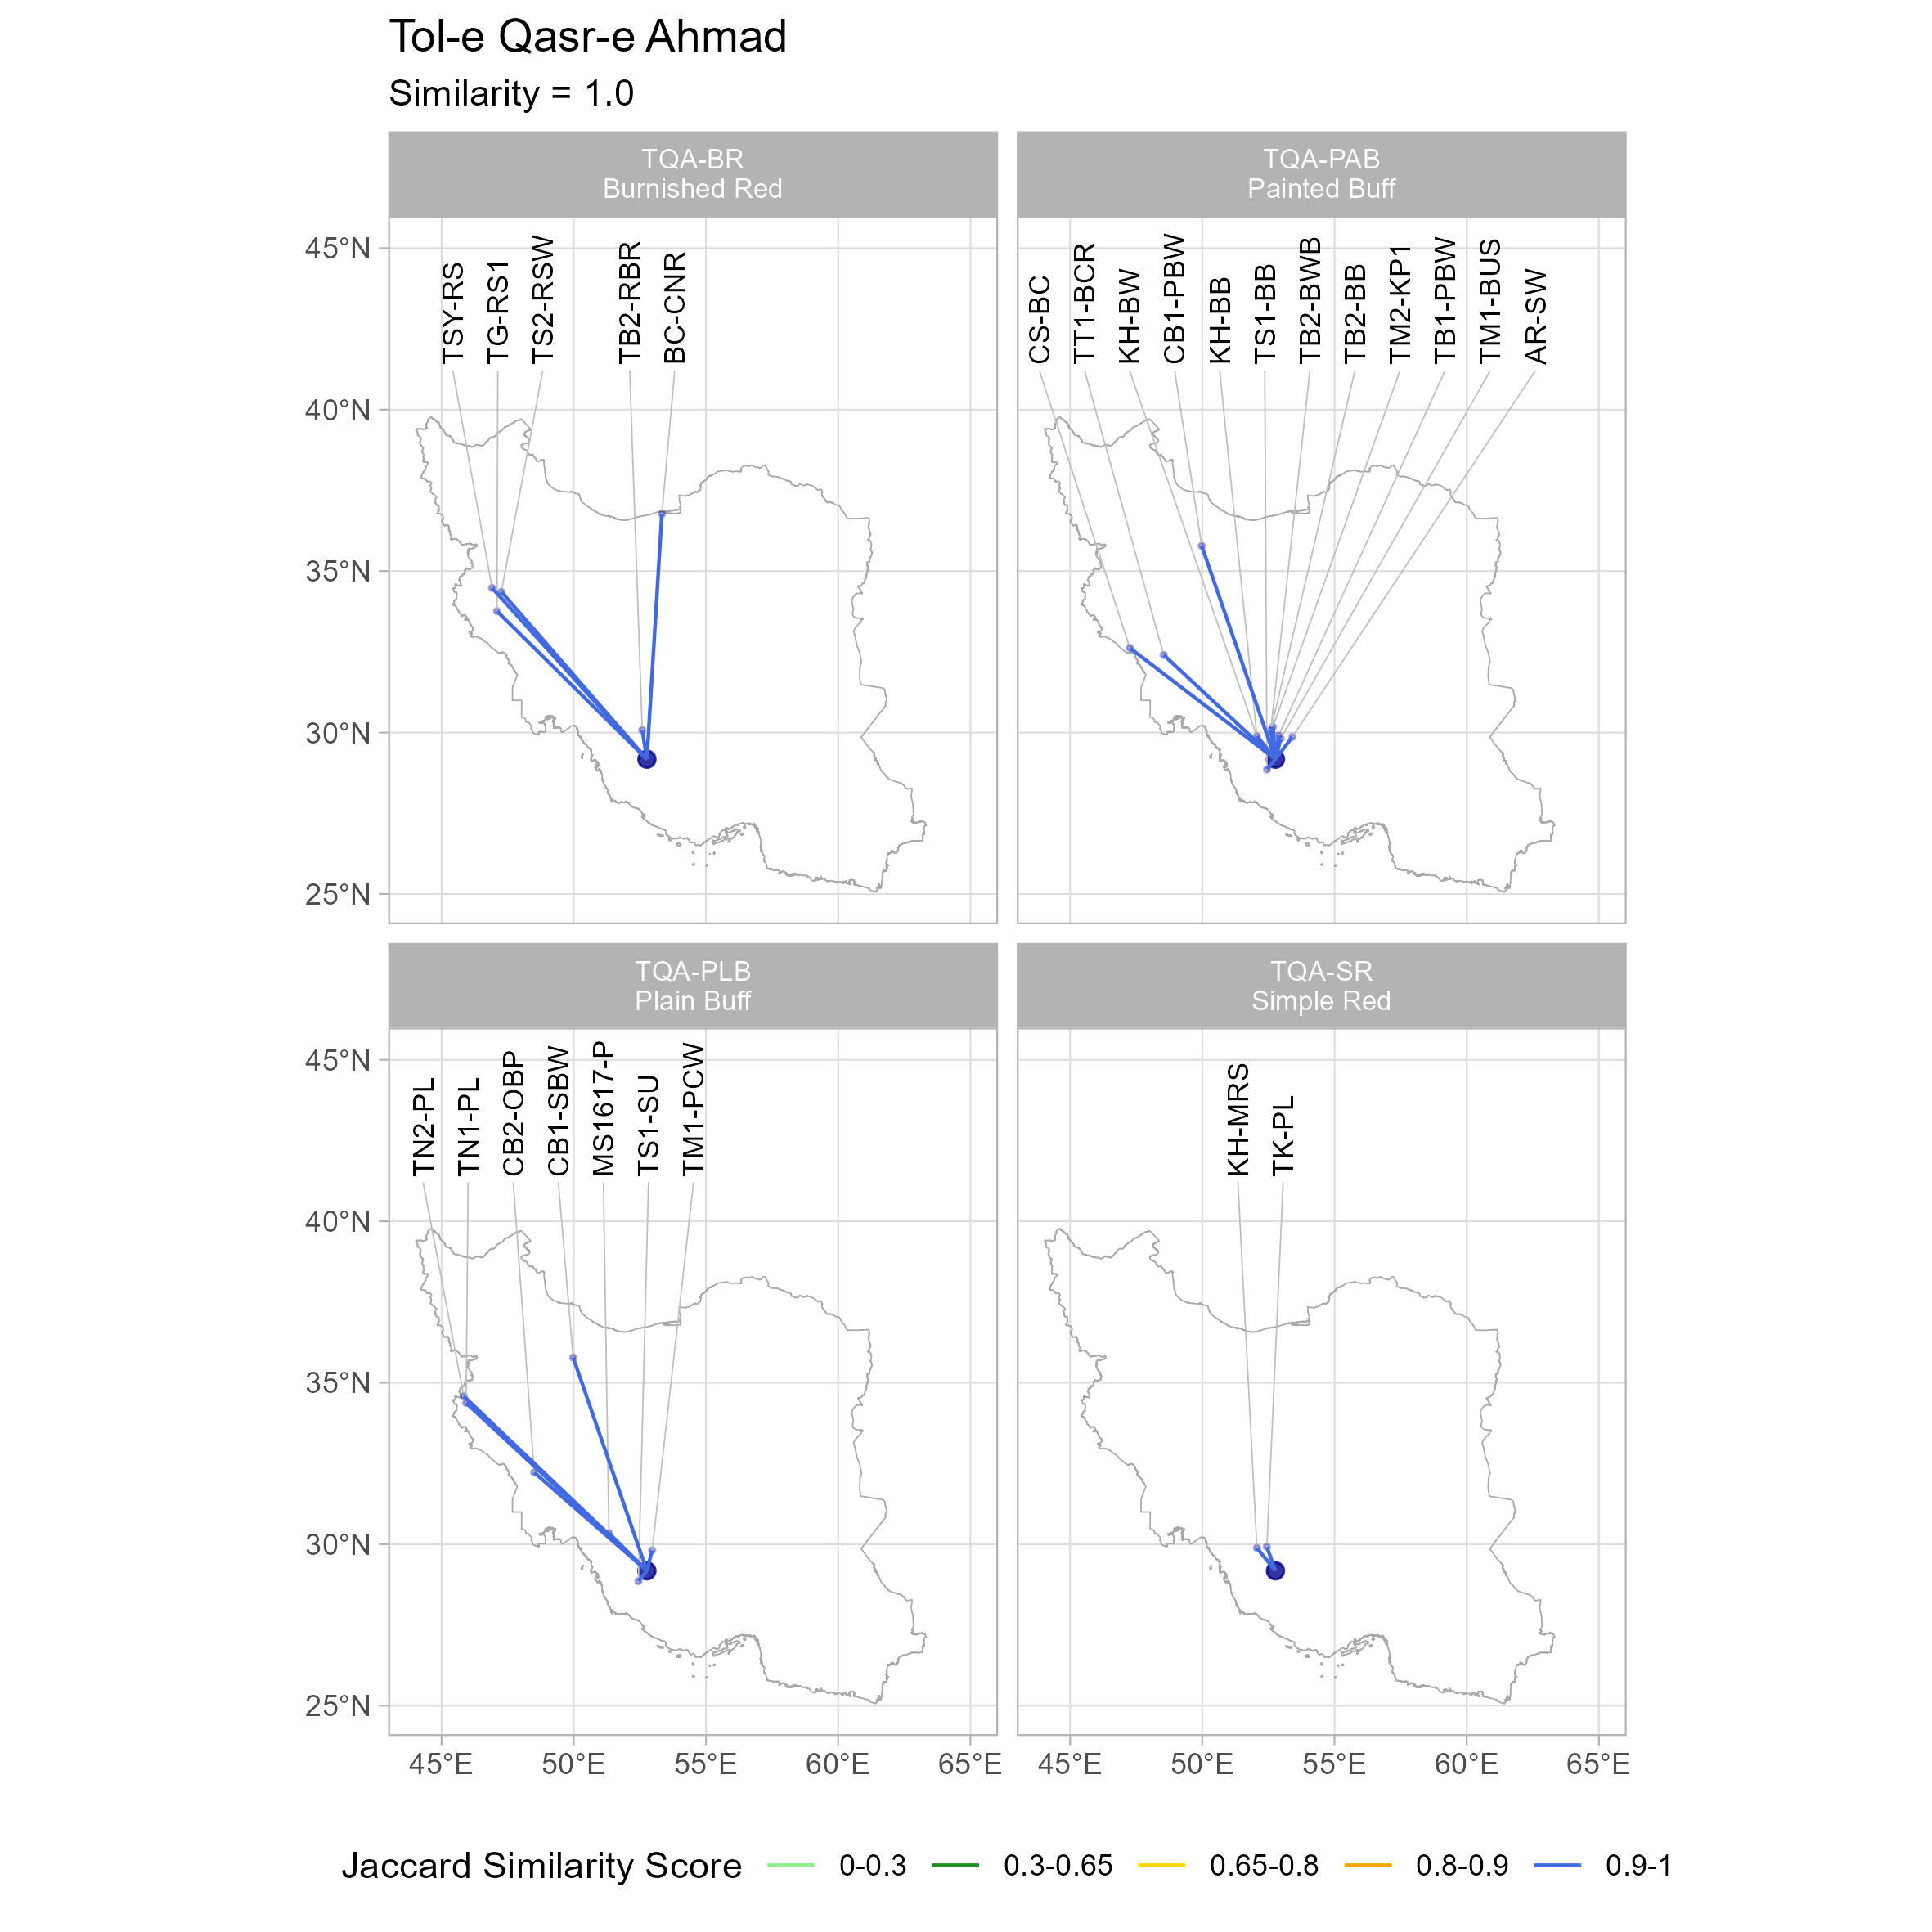 Tol-e Qasr-e Ahmad
Similarity = 1.0
TQA-BR
Burnished Red
TQA-PAB
Painted Buff
45°N
40°N
35°N
30°N
25°N
TSY-RS
TG-RS1
TS2-RSW
TB2-RBR
BC-CNR
CS-BC
TT1-BCR
KH-BW
CB1-PBW
KH-BB
TS1-BB
TB2-BWB
TB2-BB
TM2-KP1
TB1-PBW
TM1-BUS
AR-SW
TQA-PLB
Plain Buff
TQA-SR
Simple Red
45°N
40°N
35°N
30°N
25°N
TN2-PL
TN1-PL
CB2-OBP
CB1-SBW
MS1617-P
TS1-SU
TM1-PCW
KH-MRS
TK-PL
45°E 50°E 55°E 60°E 65°E
45°E 50°E 55°E 60°E 65°E
Jaccard Similarity Score 0-0.3 0.3-0.65 0.65-0.8 0.8-0.9 0.9-1